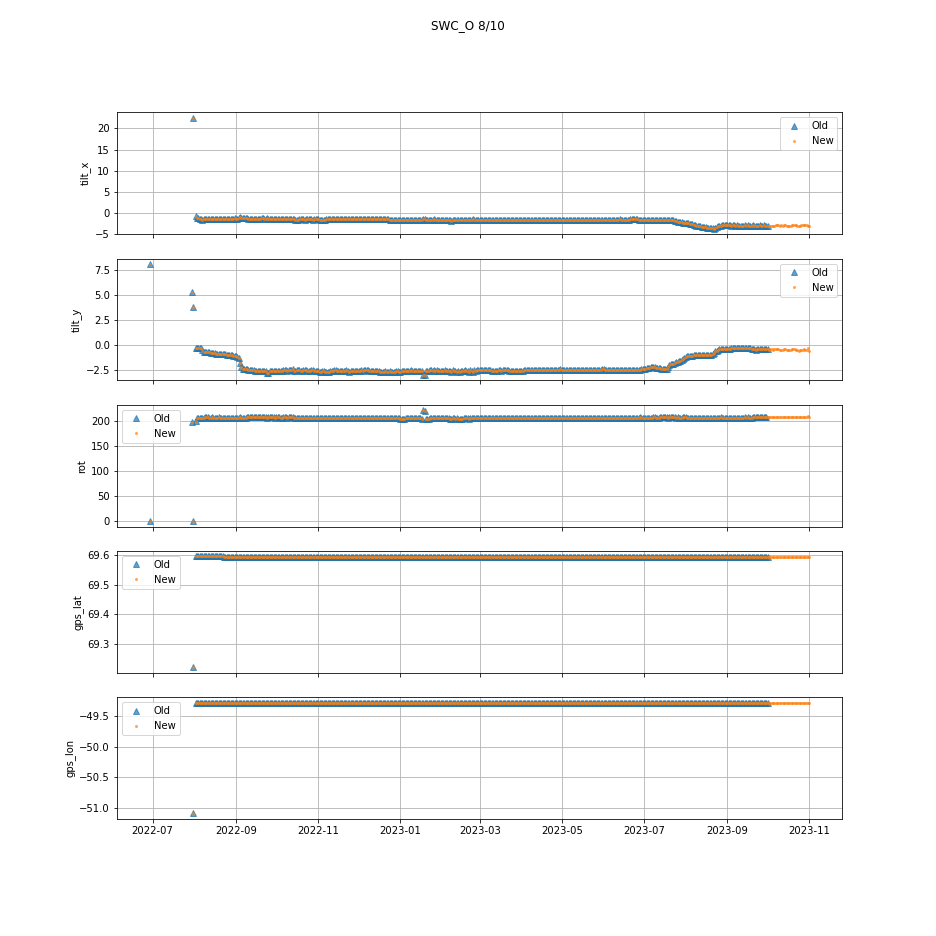 SWC_O 8/10
20
15
10
5
0
−5
tilt_x
Old
New
7.5
5.0
2.5
0.0
−2.5
tilt_y
Old
New
200
150
100
50
0
rot
Old
New
69.6
69.5
69.4
69.3
gps_lat
Old
New
−49.5
−50.0
−50.5
−51.0
gps_lon
Old
New
2022-07 2022-09 2022-11 2023-01 2023-03 2023-05 2023-07 2023-09 2023-11